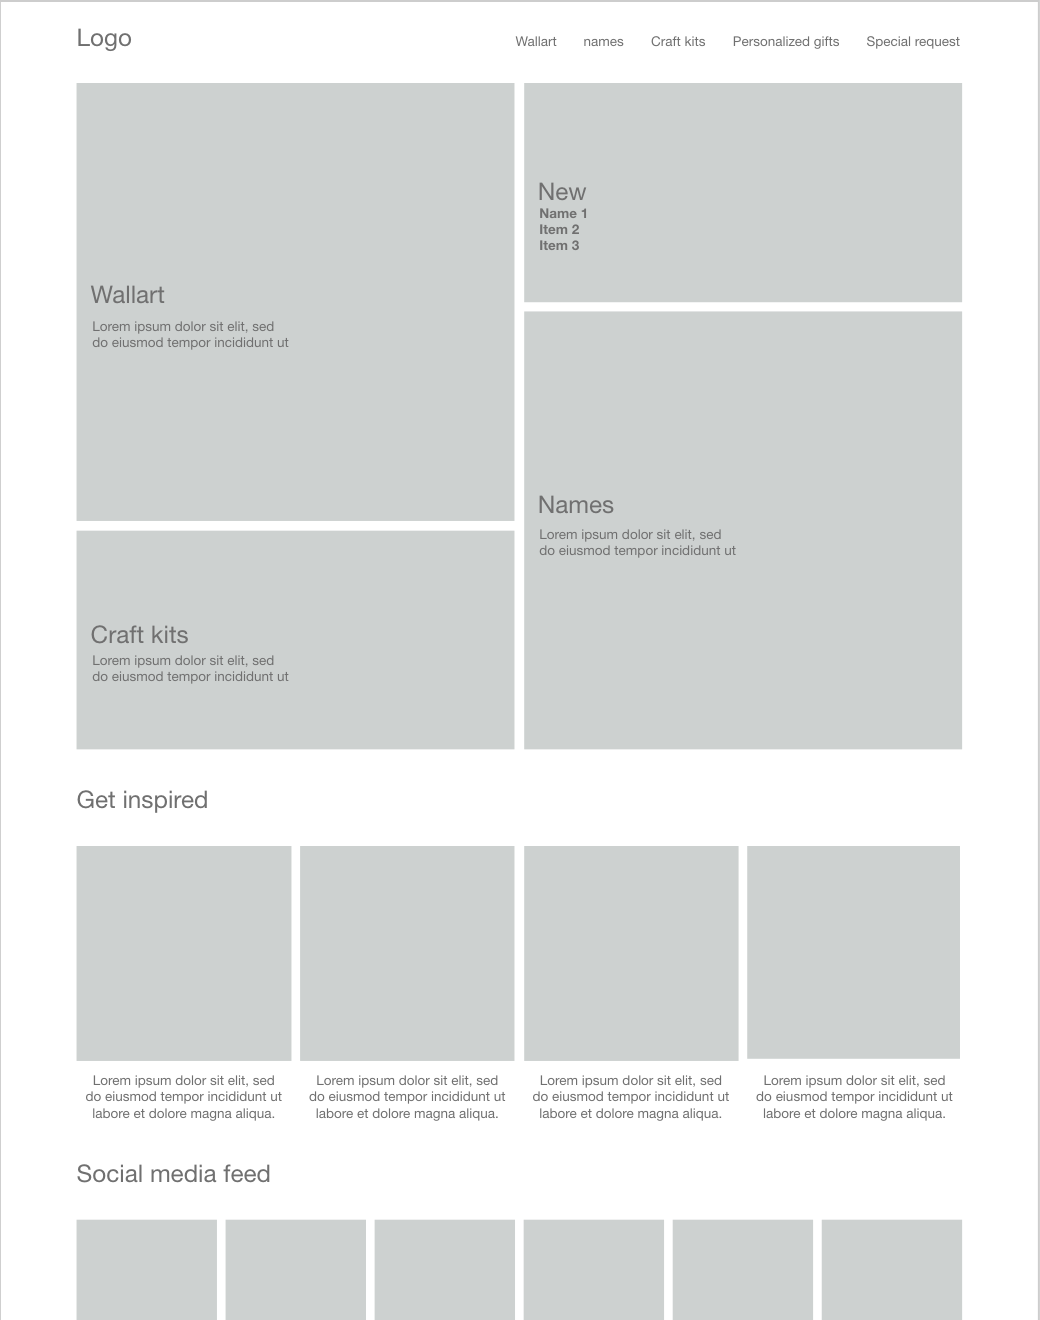 Logo
Wallart names Craft kits Personalized gifts Special request
Wallart
Lorem ipsum dolor sit elit, sed
do eiusmod tempor incididunt ut
New
Name 1
Item 2
Item 3
Craft kits
Lorem ipsum dolor sit elit, sed
do eiusmod tempor incididunt ut
Names
Lorem ipsum dolor sit elit, sed
do eiusmod tempor incididunt ut
Get inspired
Lorem ipsum dolor sit elit, sed
do eiusmod tempor incididunt ut
labore et dolore magna aliqua.
Lorem ipsum dolor sit elit, sed
do eiusmod tempor incididunt ut
labore et dolore magna aliqua.
Lorem ipsum dolor sit elit, sed
do eiusmod tempor incididunt ut
labore et dolore magna aliqua.
Lorem ipsum dolor sit elit, sed
do eiusmod tempor incididunt ut
labore et dolore magna aliqua.
Social media feed